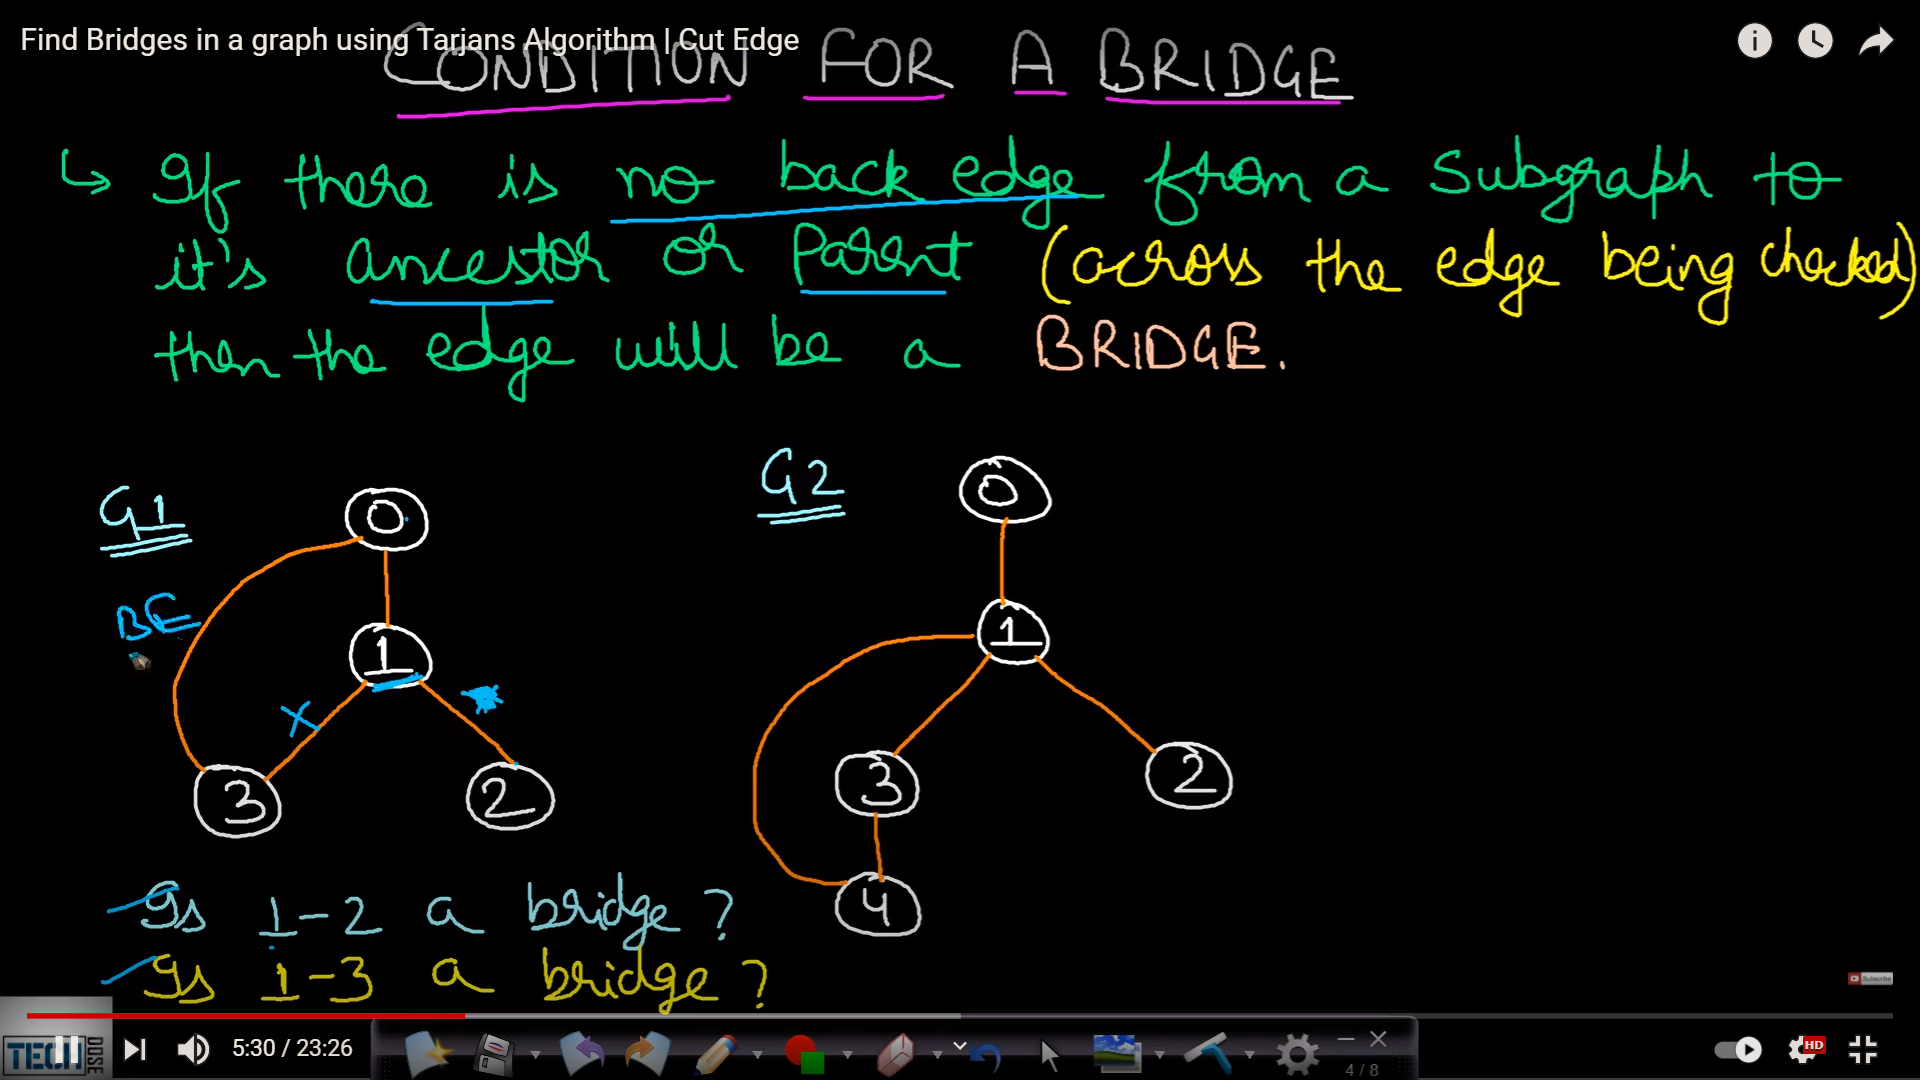 Find Bridges in a graph using Tarjans Algorithm | Cut Edge
CONDITION FOR A BRIDGE
↳ If there is no back edge from a subgraph to
it's ancestor or Parent (across the edge being checked)
then the edge will be a BRIDGE.
G1
0
BE
1
X
3
2
G2
0
1
3
2
4
Is 1-2 a bridge?
Is 1-3 a bridge?
Subscribe
TECH DOSE
5:30 / 23:26
4 / 8
HD